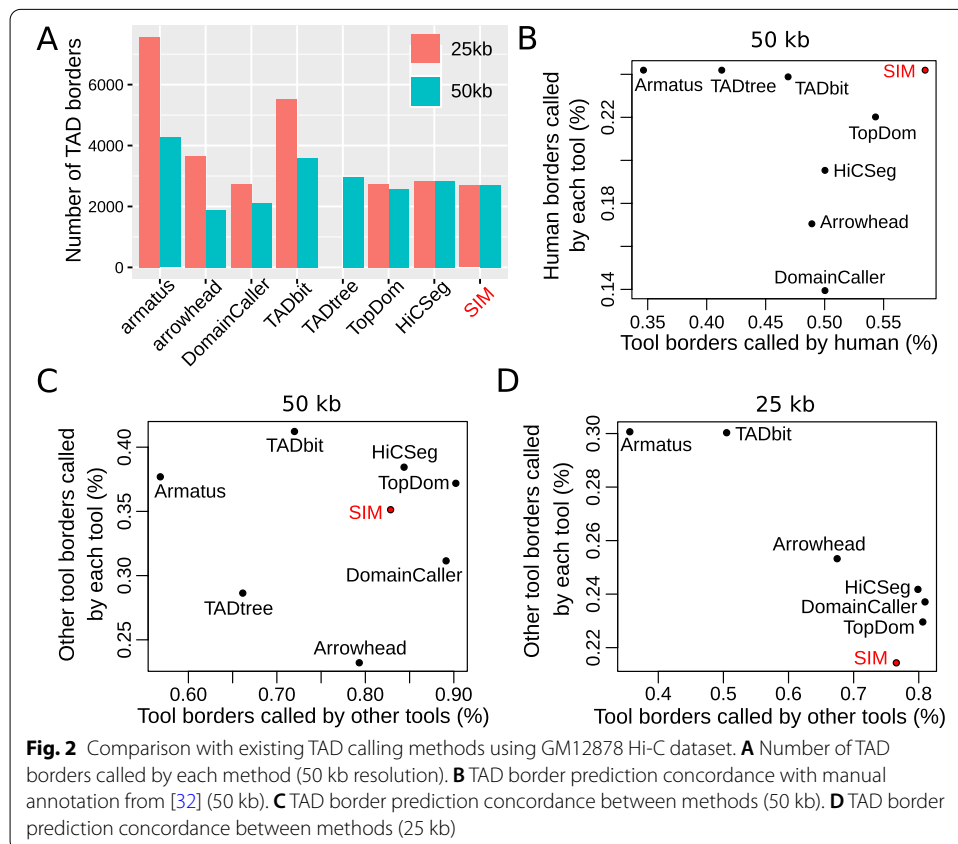 A
Number of TAD borders
6000
4000
2000
0
25kb
50kb
armatus
arrowhead
DomainCaller
TADbit
TADtree
TopDom
HiCSeg
SIM
B
50 kb
Human borders called
by each tool (%)
0.22
0.18
0.14
Armatus
TADtree
TADbit
SIM
TopDom
HiCSeg
Arrowhead
DomainCaller
0.35 0.40 0.45 0.50 0.55
Tool borders called by human (%)
C
50 kb
Other tool borders called
by each tool (%)
0.40
0.35
0.30
0.25
TADbit
HiCSeg
Armatus
TopDom
SIM
DomainCaller
TADtree
Arrowhead
0.60 0.70 0.80 0.90
Tool borders called by other tools (%)
D
25 kb
Other tool borders called
by each tool (%)
0.30
0.28
0.26
0.24
0.22
Armatus
TADbit
Arrowhead
HiCSeg
DomainCaller
TopDom
SIM
0.4 0.5 0.6 0.7 0.8
Tool borders called by other tools (%)
Fig. 2 Comparison with existing TAD calling methods using GM12878 Hi-C dataset. A Number of TAD
borders called by each method (50 kb resolution). B TAD border prediction concordance with manual
annotation from [32] (50 kb). C TAD border prediction concordance between methods (50 kb). D TAD border
prediction concordance between methods (25 kb)